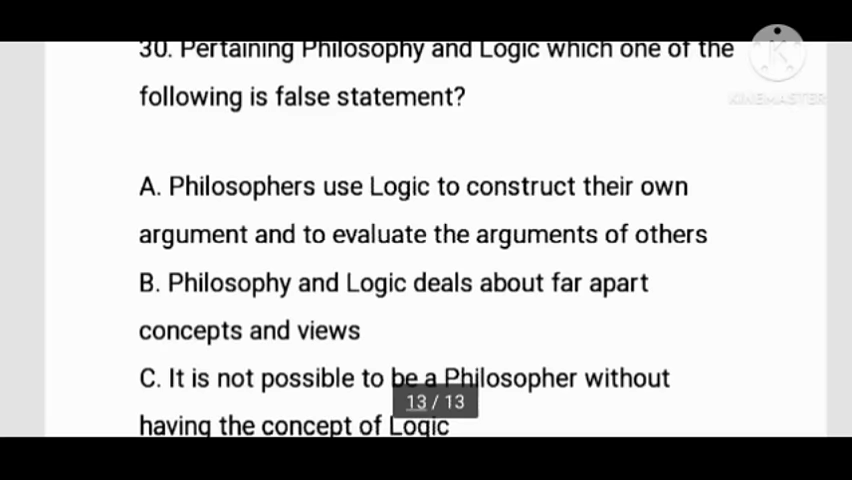 30. Pertaining Philosophy and Logic which one of the
following is false statement?
A. Philosophers use Logic to construct their own
argument and to evaluate the arguments of others
B. Philosophy and Logic deals about far apart
concepts and views
C. It is not possible to be a Philosopher without
having the concept of Logic
13 / 13
KINEMASTER